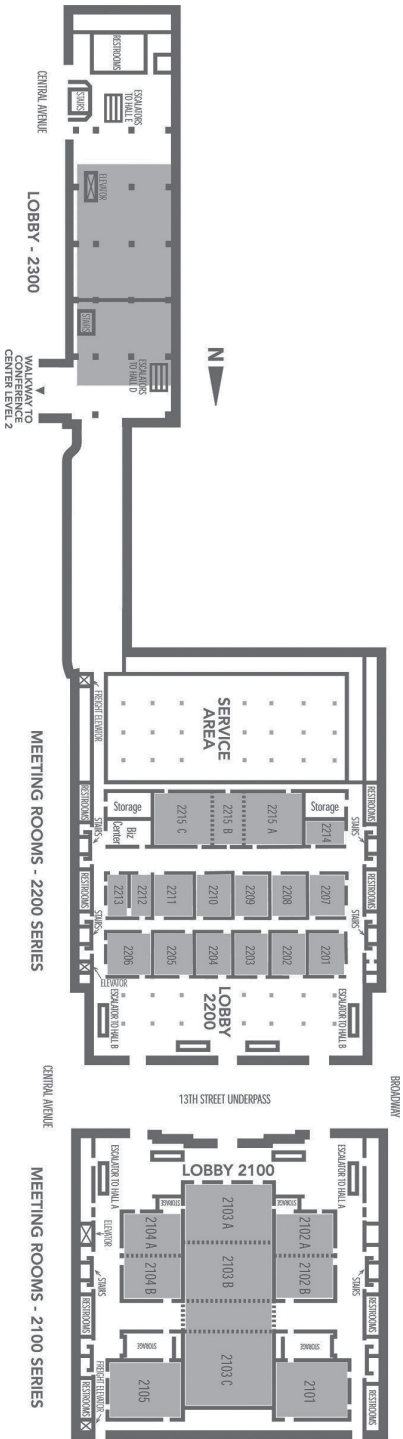 RESTROOMS
ESCALATORS
TO HALL E
STAIRS
CENTRAL AVENUE
ELEVATOR
LOBBY - 2300
STAIRS
ESCALATORS
TO HALL D
N
WALKWAY TO
CONFERENCE
CENTER LEVEL 2
SERVICE
AREA
FREIGHT ELEVATOR
MEETING ROOMS - 2200 SERIES
RESTROOMS
STAIRS
Storage
Biz
Center
2215 C
2215 B
2215 A
Storage
2214
RESTROOMS
STAIRS
RESTROOMS
STAIRS
2213
2212
2211
2210
2209
2208
2207
RESTROOMS
STAIRS
2206
2205
2204
2203
2202
2201
ELEVATOR
ESCALATOR TO HALL B
LOBBY
2200
ESCALATOR TO HALL B
CENTRAL AVENUE
13TH STREET UNDERPASS
BROADWAY
MEETING ROOMS - 2100 SERIES
ESCALATOR TO HALL A
LOBBY 2100
ESCALATOR TO HALL A
ELEVATOR
STORAGE
STORAGE
2104 A
2103 A
2102 A
2104 B
2103 B
2102 B
STAIRS
STAIRS
RESTROOMS
RESTROOMS
STORAGE
STORAGE
2105
2103 C
2101
FREIGHT ELEVATOR
RESTROOMS
RESTROOMS